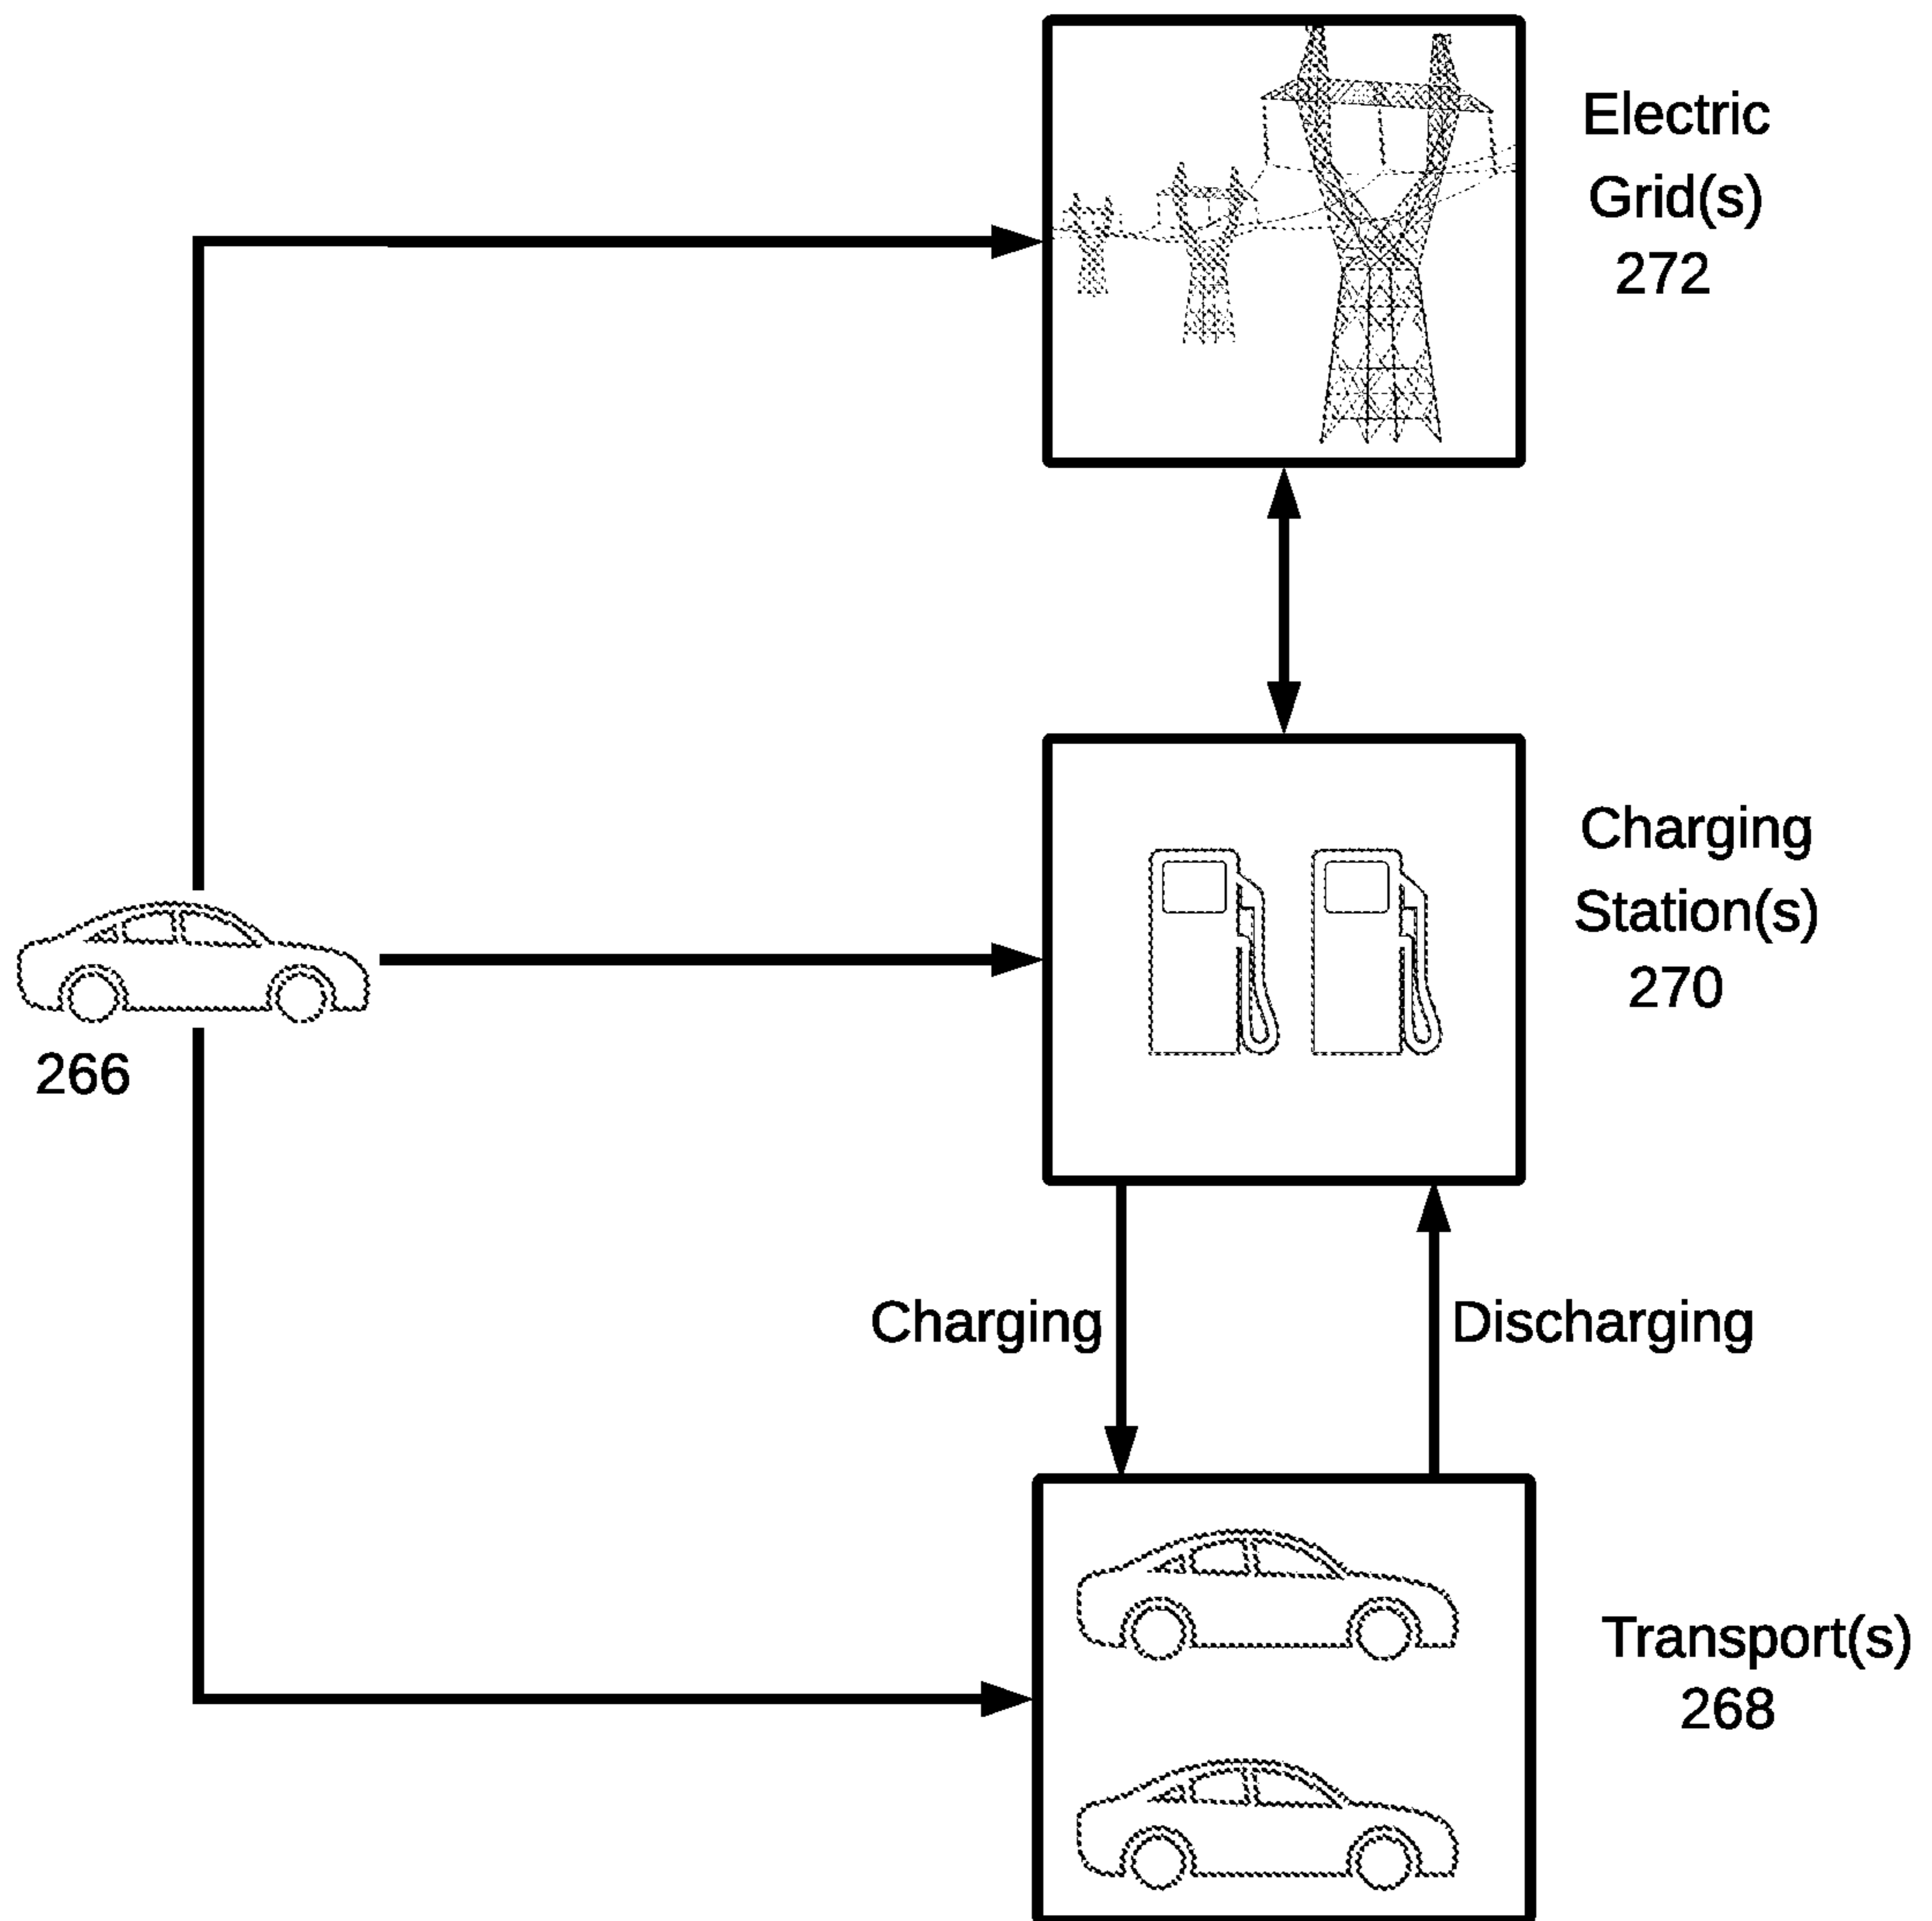 Electric
Grid(s)
272
Charging
Station(s)
270
266
Charging
Discharging
Transport(s)
268